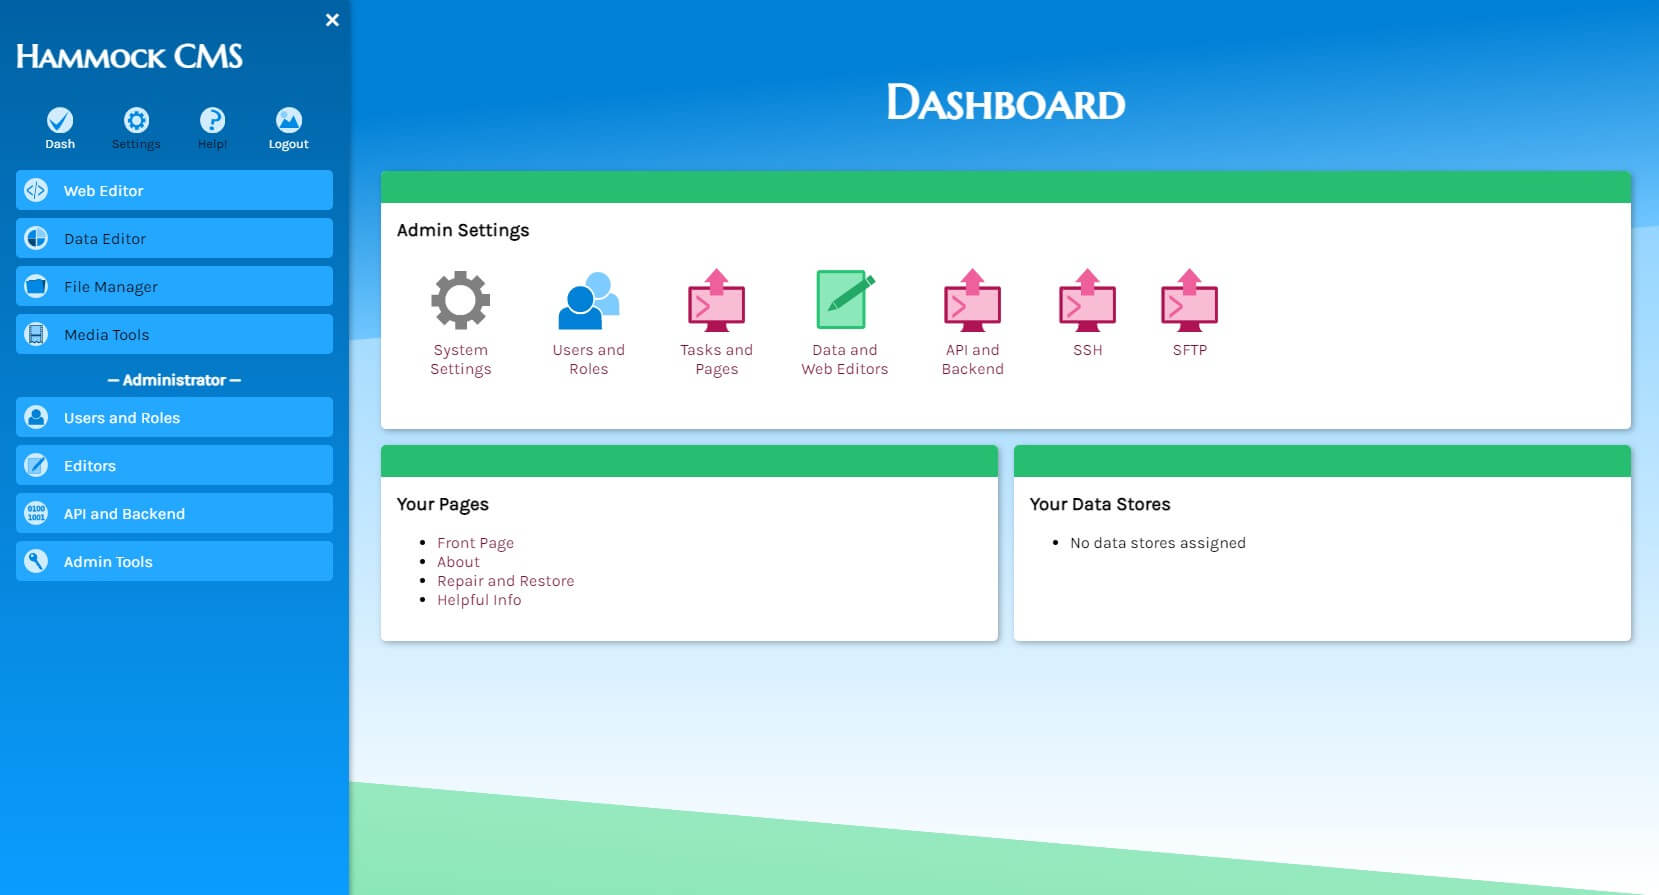 Hammock CMS
Dash Settings Help! Logout
Web Editor
Data Editor
File Manager
Media Tools
— Administrator —
Users and Roles
Editors
0100
1001
API and Backend
Admin Tools
Dashboard
Admin Settings
System
Settings
Users and
Roles
Tasks and
Pages
Data and
Web Editors
API and
Backend
SSH
SFTP
Your Pages
Front Page
About
Repair and Restore
Helpful Info
Your Data Stores
No data stores assigned